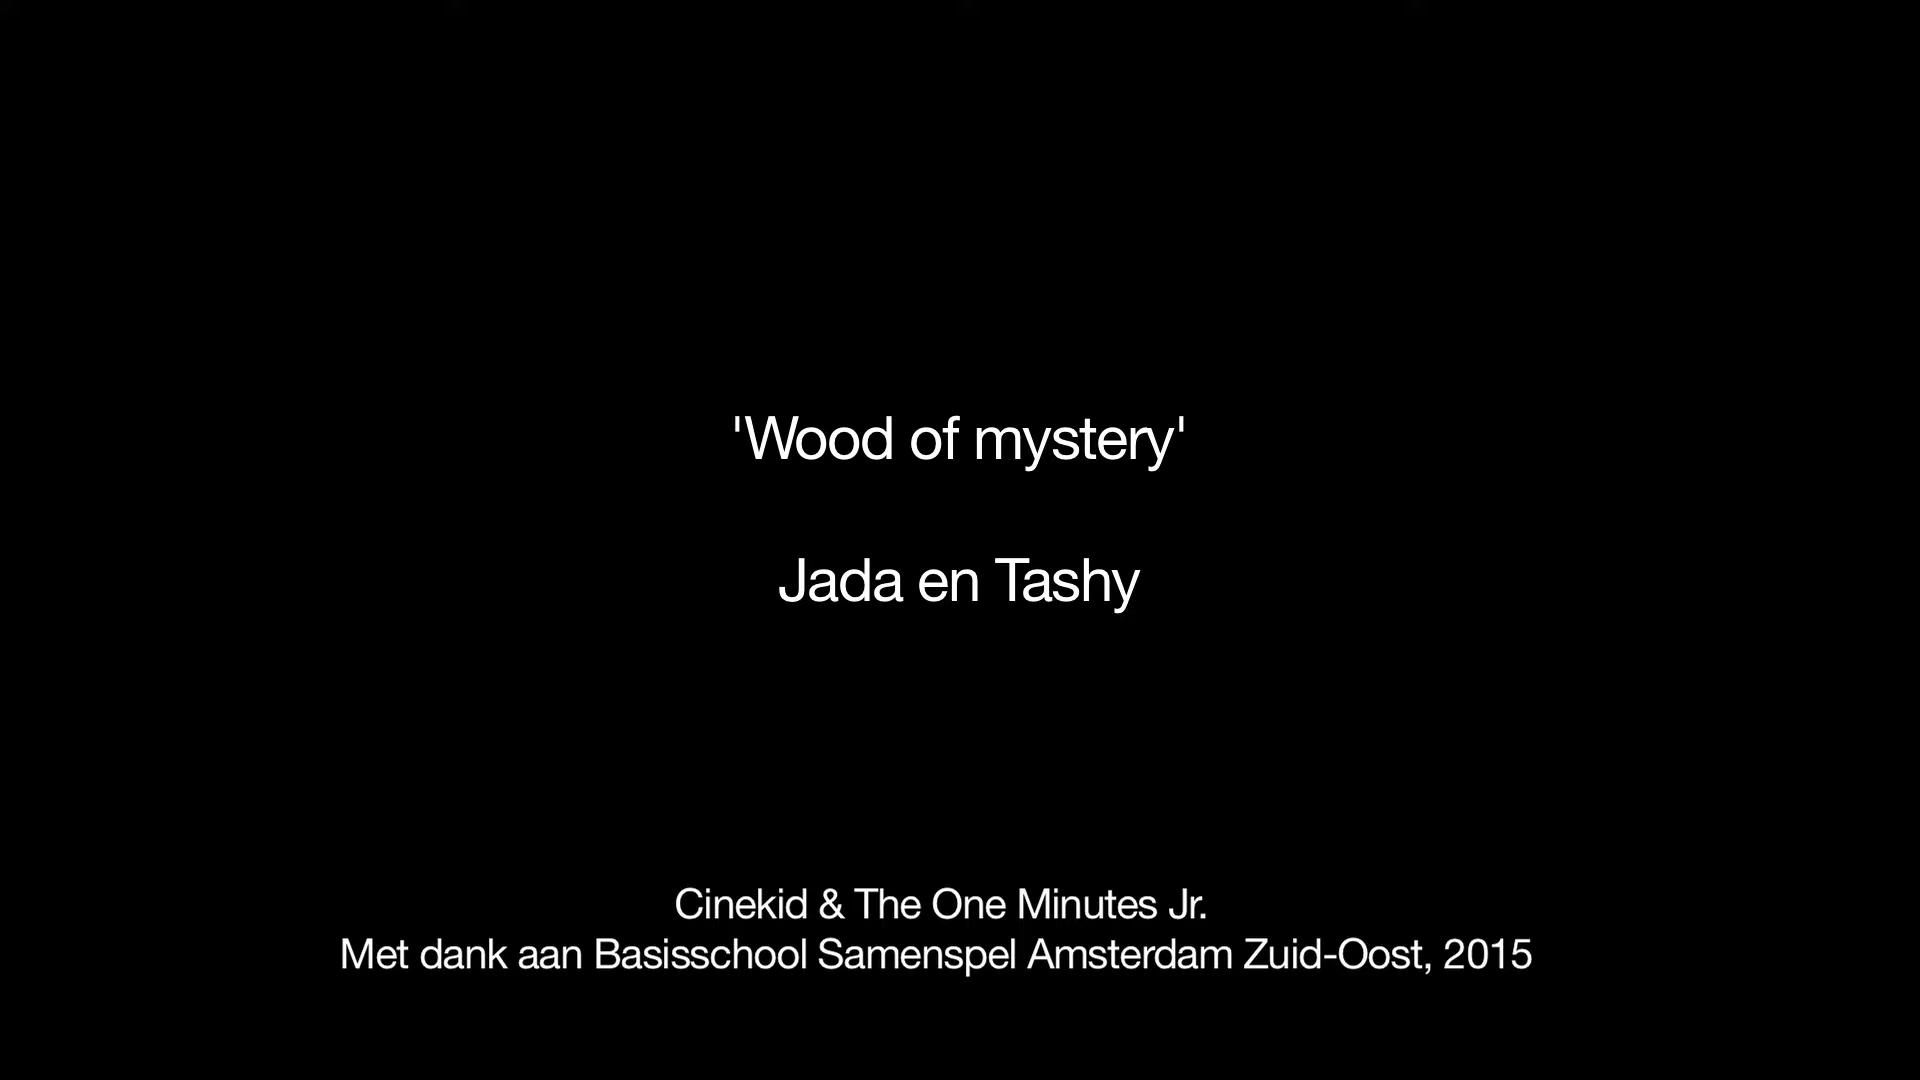 'Wood of mystery'
Jada en Tashy
Cinekid & The One Minutes Jr.
Met dank aan Basisschool Samenspel Amsterdam Zuid-Oost, 2015